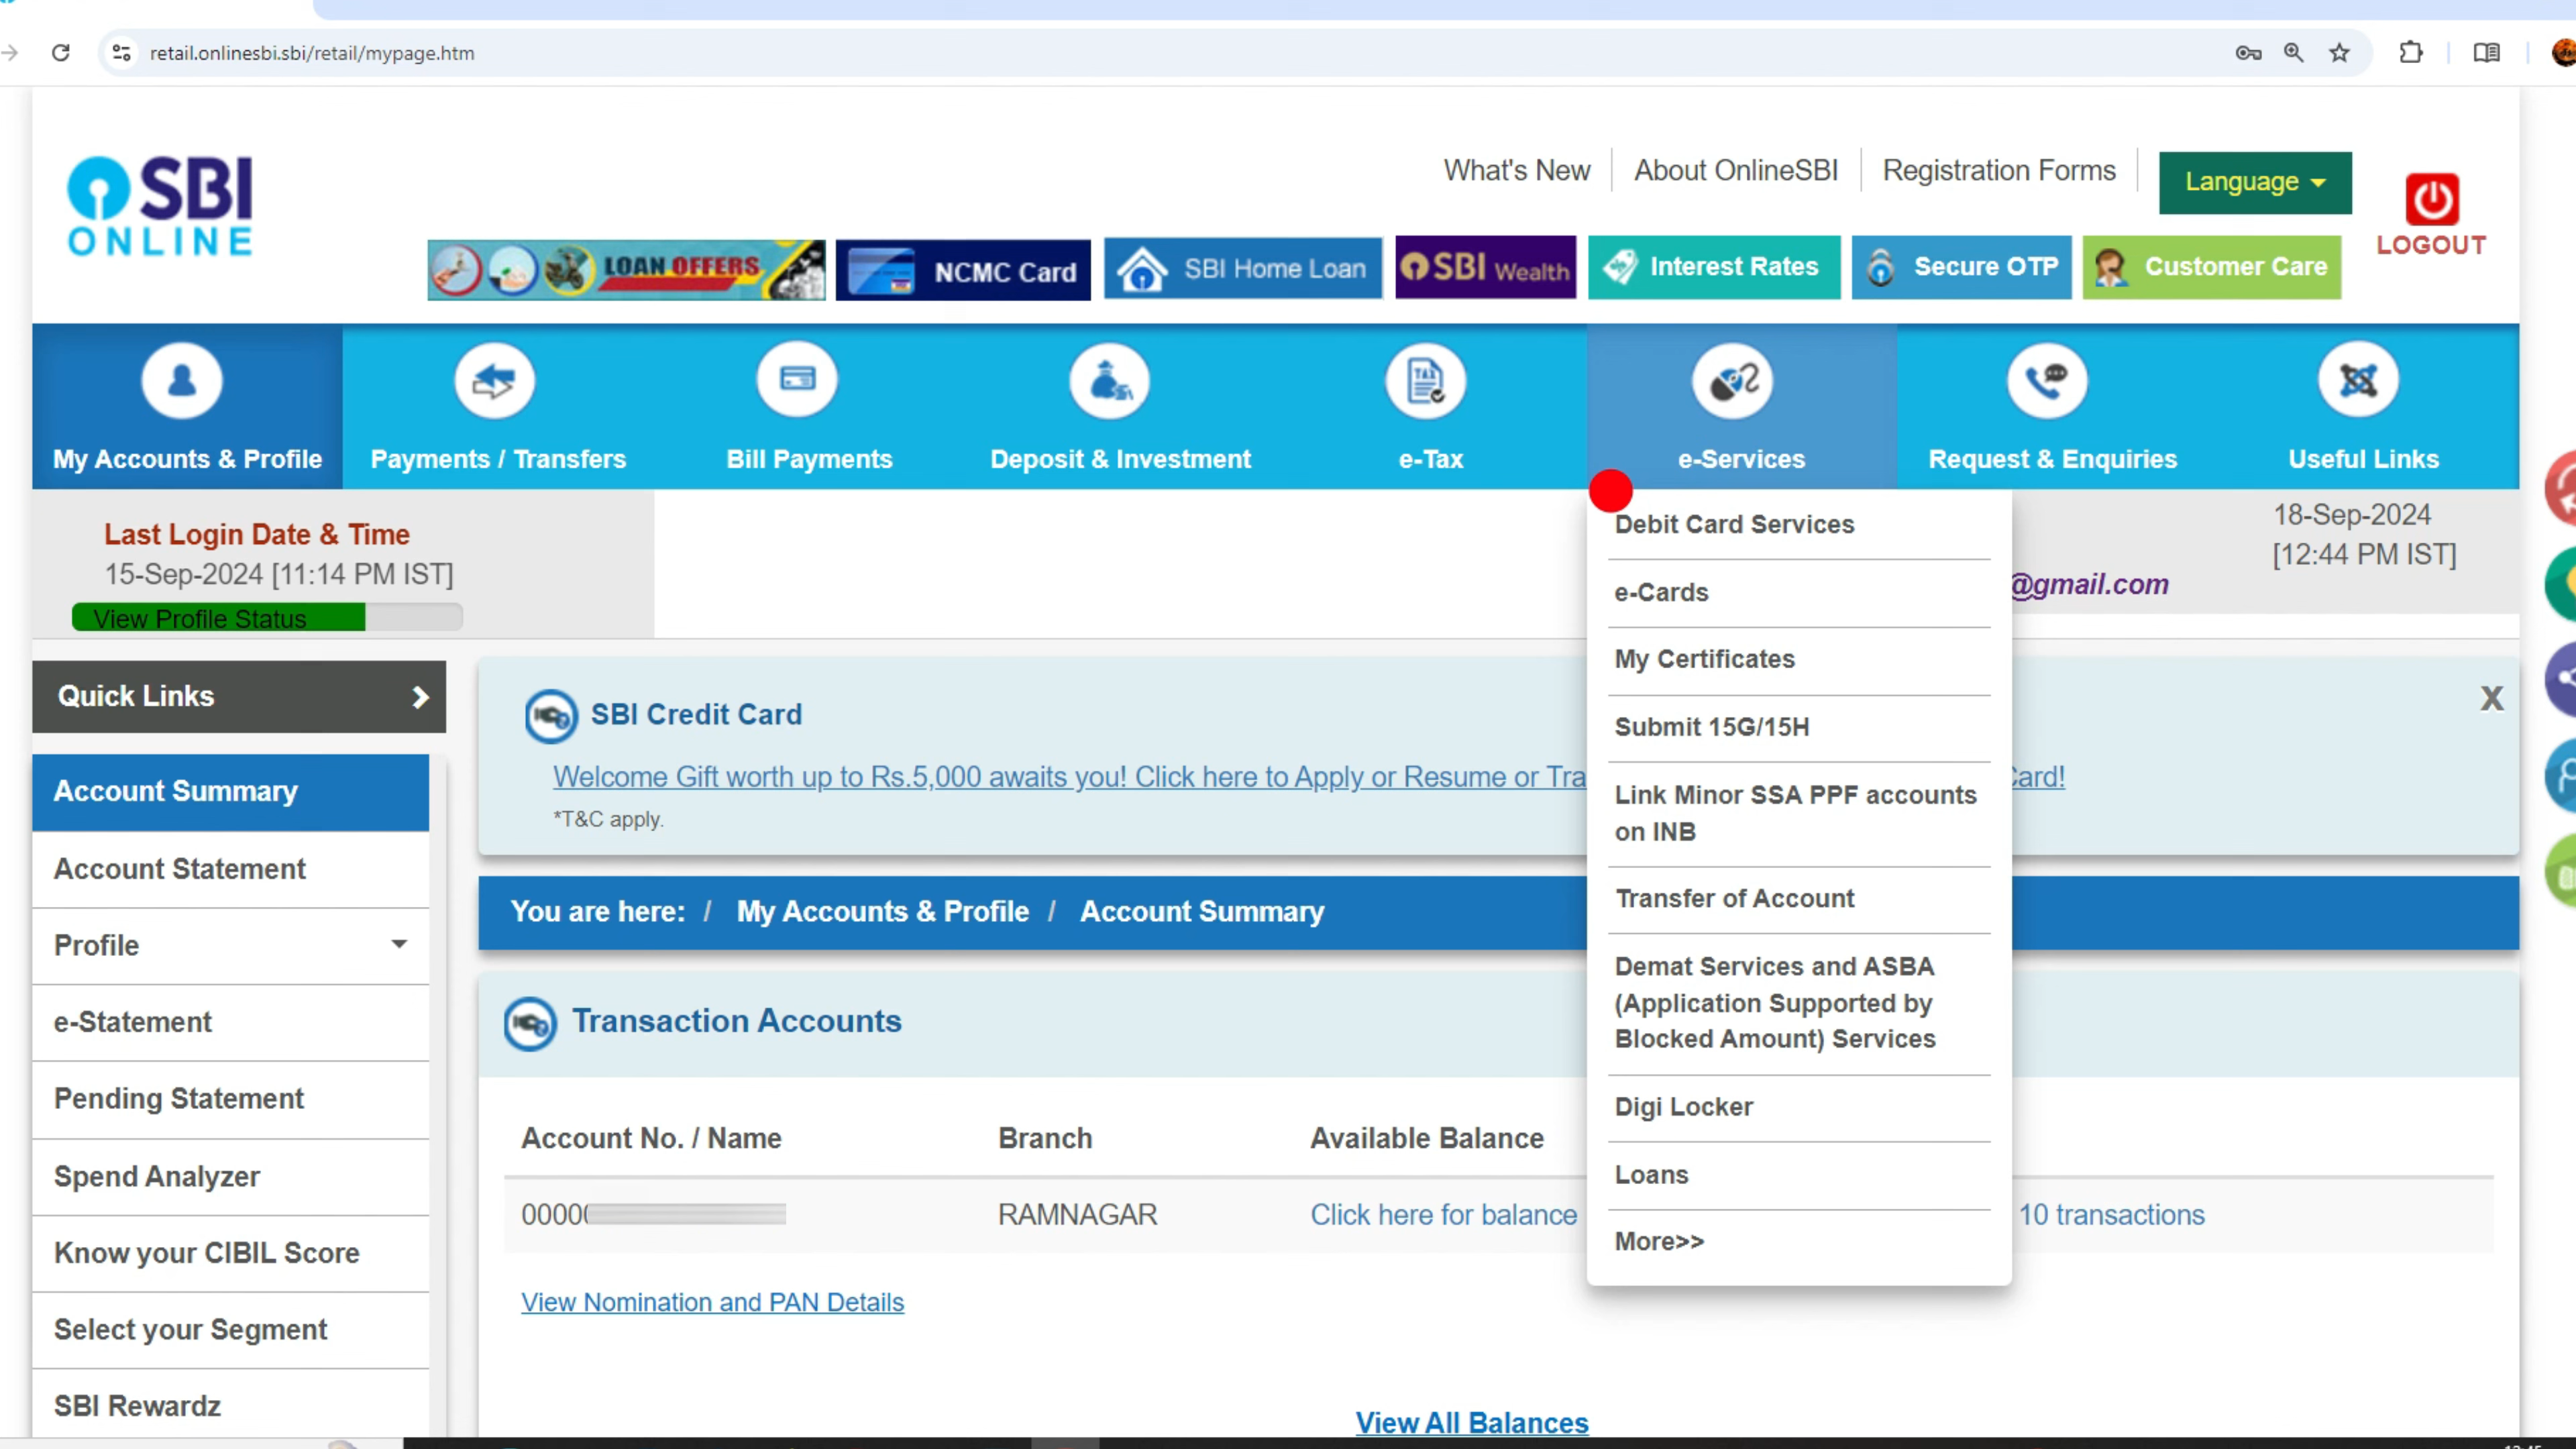 retail.onlinesbi.sbi/retail/mypage.htm
SBI
ONLINE
What's New
About OnlineSBI
Registration Forms
Language
LOGOUT
LOAN OFFERS
NCMC Card
SBI Home Loan
SBI Wealth
Interest Rates
Secure OTP
Customer Care
My Accounts & Profile
Payments / Transfers
Bill Payments
Deposit & Investment
TAX
e-Tax
e-Services
Request & Enquiries
Useful Links
Last Login Date & Time
15-Sep-2024 [11:14 PM IST]
View Profile Status
18-Sep-2024
[12:44 PM IST]
@gmail.com
Debit Card Services
e-Cards
My Certificates
Submit 15G/15H
Link Minor SSA PPF accounts
on INB
Transfer of Account
Demat Services and ASBA
(Application Supported by
Blocked Amount) Services
Digi Locker
Loans
More>>
Quick Links
Account Summary
Account Statement
Profile
e-Statement
Pending Statement
Spend Analyzer
Know your CIBIL Score
Select your Segment
SBI Rewardz
SBI Credit Card
X
Welcome Gift worth up to Rs.5,000 awaits you! Click here to Apply or Resume or
*T&C apply.
You are here: / My Accounts & Profile / Account Summary
Transaction Accounts
Account No. / Name
Branch
Available Balance
0000
RAMNAGAR
Click here for balance
10 transactions
View Nomination and PAN Details
View All Balances